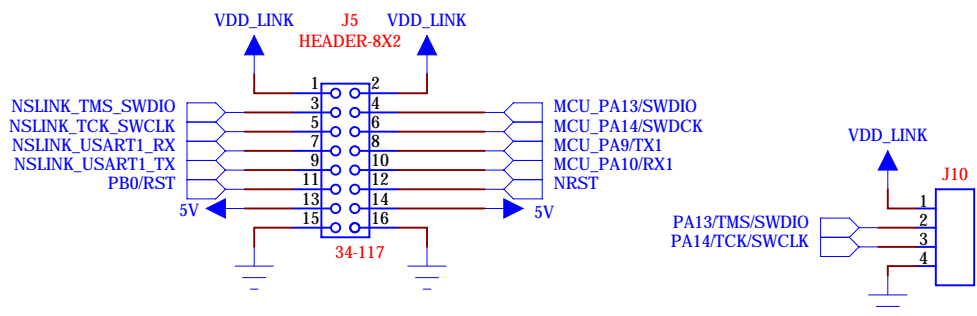 VDD_LINK J5 VDD_LINK
HEADER-8X2
1 2
NSLINK_TMS_SWDIO 3 4 MCU_PA13/SWDIO
NSLINK_TCK_SWCLK 5 6 MCU_PA14/SWDCK
NSLINK_USART1_RX 7 8 MCU_PA9/TX1
NSLINK_USART1_TX 9 10 MCU_PA10/RX1
PB0/RST 11 12 NRST
5V 13 14 5V
15 16
34-117
VDD_LINK
J10
1
PA13/TMS/SWDIO 2
PA14/TCK/SWCLK 3
4